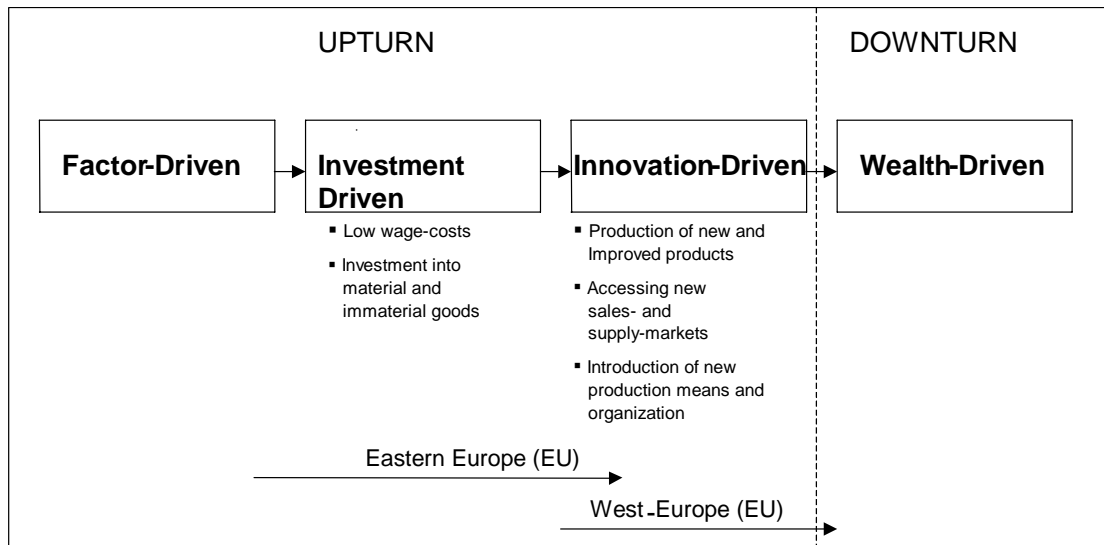 UPTURN
DOWNTURN
Factor-Driven
Investment
Driven
Innovation-Driven
Wealth-Driven
▪ Low wage-costs
▪ Investment into
material and
immaterial goods
▪ Production of new and
Improved products
▪ Accessing new
sales- and
supply-markets
▪ Introduction of new
production means and
organization
Eastern Europe (EU)
West-Europe (EU)